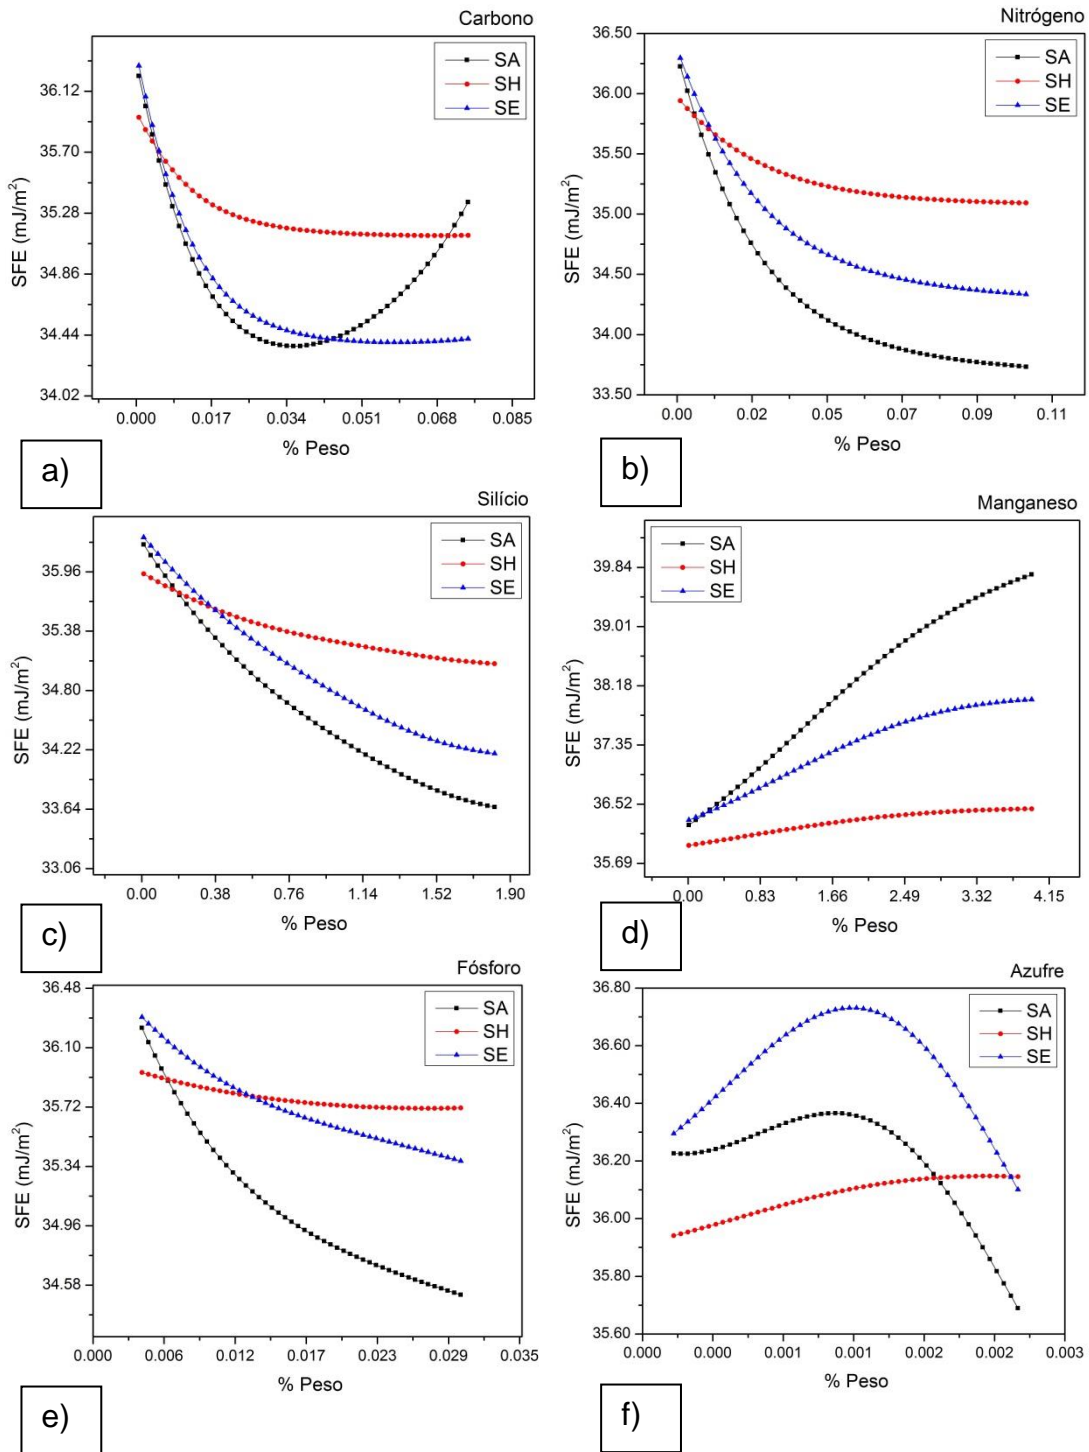 Carbono
SA
SH
SE
36.12
35.70
35.28
34.86
34.44
34.02
SFE (mJ/m²)
0.000 0.017 0.034 0.051 0.068 0.085
% Peso
a)
Nitrógeno
SA
SH
SE
36.50
36.00
35.50
35.00
34.50
34.00
33.50
SFE (mJ/m²)
0.00 0.02 0.05 0.07 0.09 0.11
% Peso
b)
Silício
SA
SH
SE
35.96
35.38
34.80
34.22
33.64
33.06
SFE (mJ/m²)
0.00 0.38 0.76 1.14 1.52 1.90
% Peso
c)
Manganeso
SA
SH
SE
39.84
39.01
38.18
37.35
36.52
35.69
SFE (mJ/m²)
0.00 0.83 1.66 2.49 3.32 4.15
% Peso
d)
Fósforo
SA
SH
SE
36.48
36.10
35.72
35.34
34.96
34.58
SFE (mJ/m²)
0.000 0.006 0.012 0.017 0.023 0.029 0.035
% Peso
e)
Azufre
SA
SH
SE
36.80
36.60
36.40
36.20
36.00
35.80
35.60
SFE (mJ/m²)
0.000 0.000 0.001 0.001 0.002 0.002 0.003
% Peso
f)